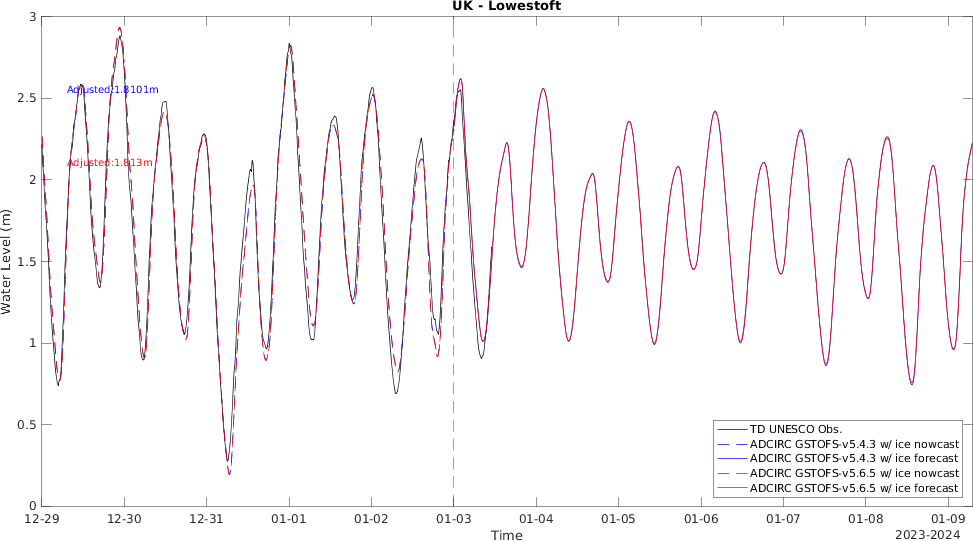 UK - Lowestoft
3
2.5
2
1.5
1
0.5
0
Water Level (m)
Adjusted:1.8101m
Adjusted:1.813m
TD UNESCO Obs.
ADCIRC GSTOFS-v5.4.3 w/ ice nowcast
ADCIRC GSTOFS-v5.4.3 w/ ice forecast
ADCIRC GSTOFS-v5.6.5 w/ ice nowcast
ADCIRC GSTOFS-v5.6.5 w/ ice forecast
12-29 12-30 12-31 01-01 01-02 01-03 01-04 01-05 01-06 01-07 01-08 01-09
Time
2023-2024